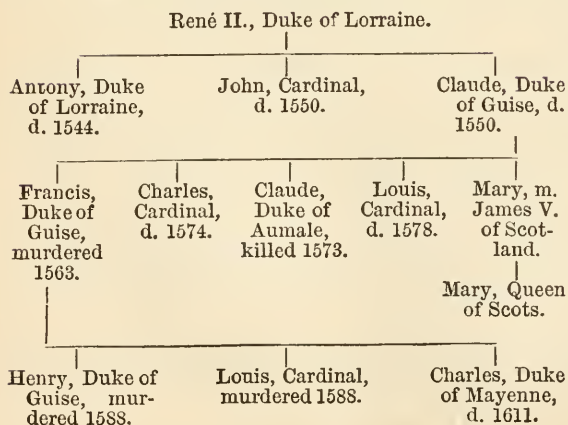 René II., Duke of Lorraine.
Antony, Duke
of Lorraine,
d. 1544.
John, Cardinal,
d. 1550.
Claude, Duke
of Guise, d.
1550.
Francis,
Duke of
Guise,
murdered
1563.
Charles,
Cardinal,
d. 1574.
Claude,
Duke of
Aumale,
killed 1573.
Louis,
Cardinal,
d. 1578.
Mary, m.
James V.
of Scot-
land.
Mary, Queen
of Scots.
Henry, Duke of
Guise, mur-
dered 1588.
Louis, Cardinal,
murdered 1588.
Charles, Duke
of Mayenne,
d. 1611.